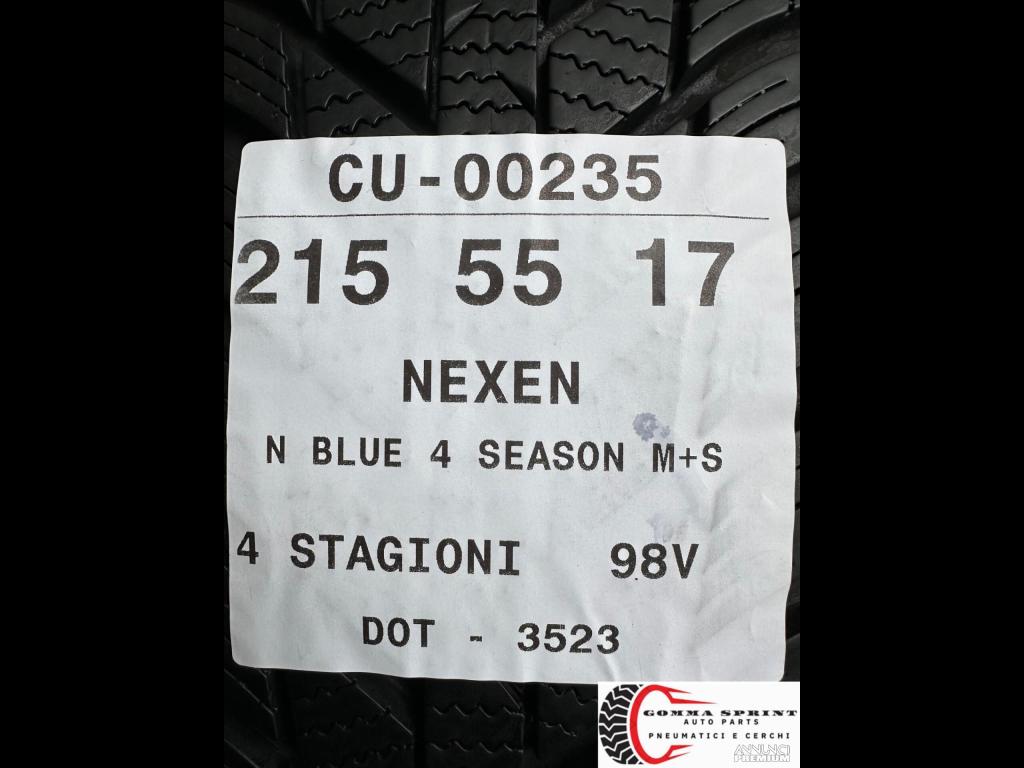 CU-00235
215 55 17
NEXEN
N BLUE 4 SEASON M+S
4 STAGIONI 98V
DOT - 3523
GOMMA SPRINT
AUTO PARTS
PNEUMATICI E CERCHI
ANNUNCI
PREMIUM